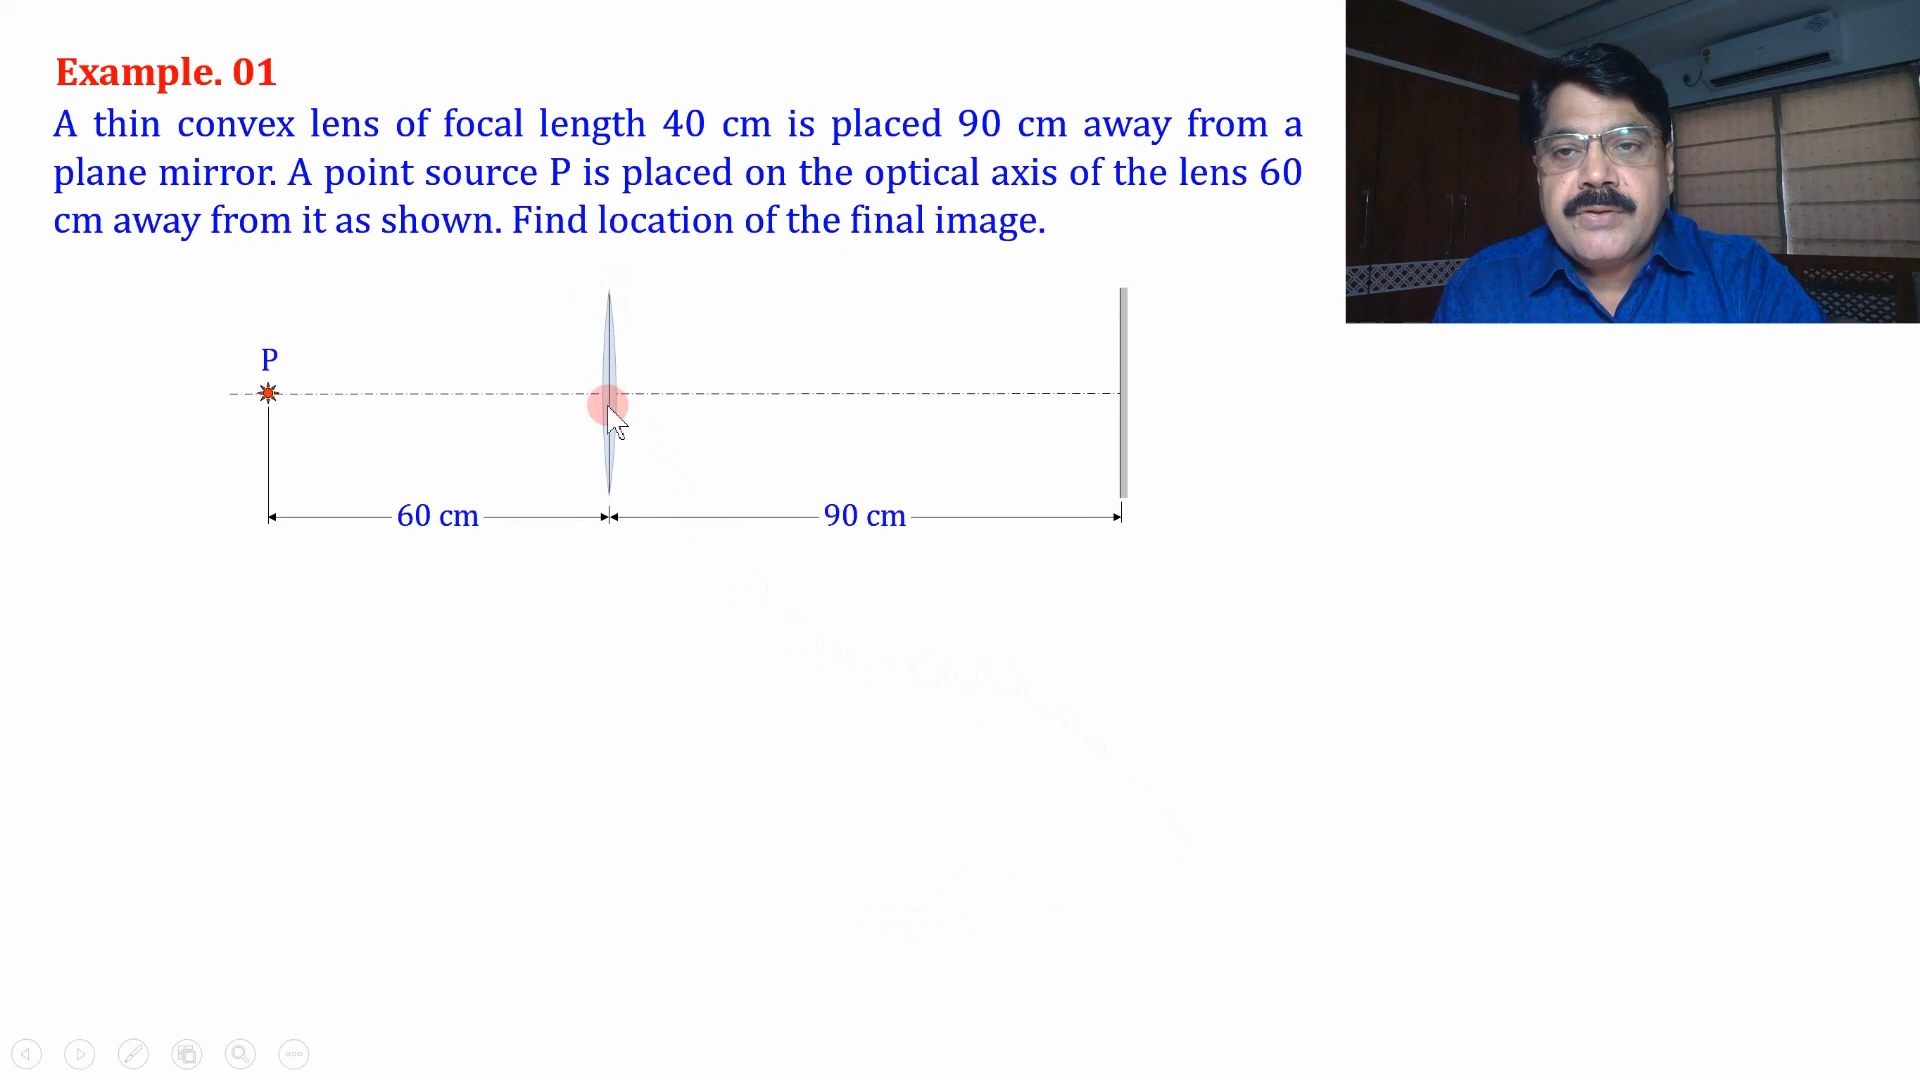 Example. 01
A thin convex lens of focal length 40 cm is placed 90 cm away from a
plane mirror. A point source P is placed on the optical axis of the lens 60
cm away from it as shown. Find location of the final image.
P
60 cm
90 cm